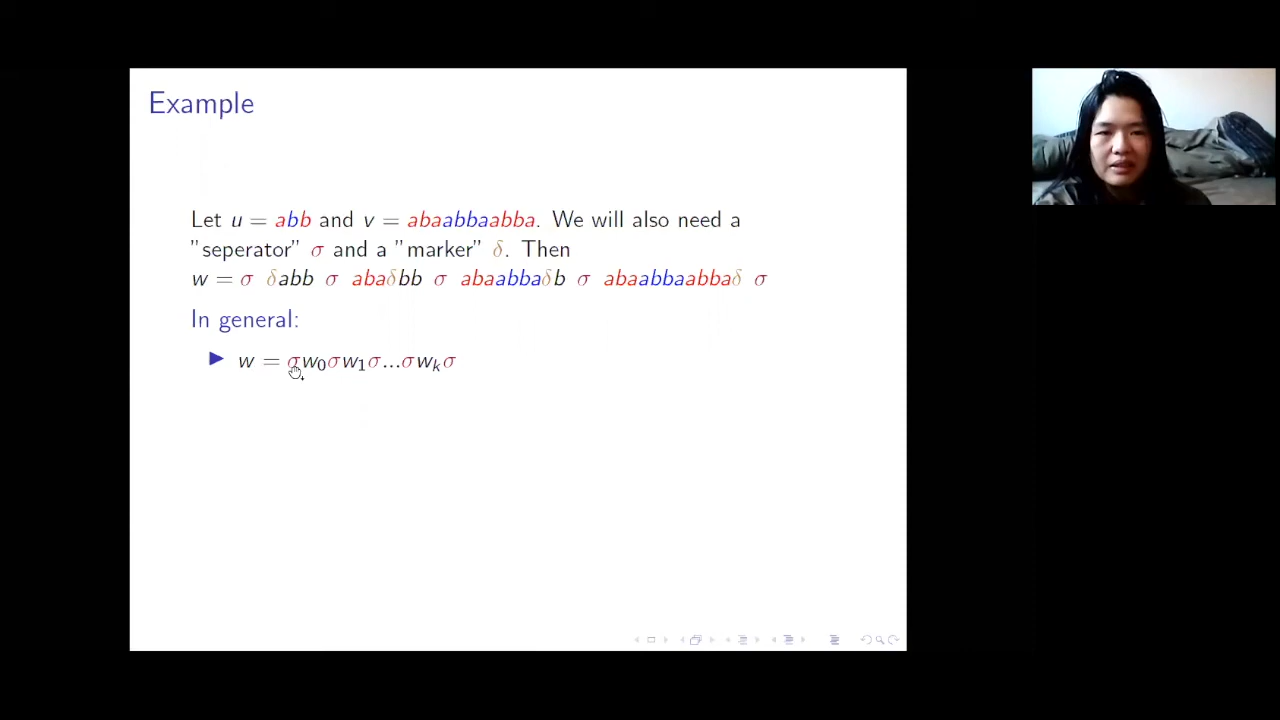 Example
Let u = abb and v = abaabbaabba. We will also need a
"seperator" σ and a "marker" δ. Then
w = σ δabb σ abaδbb σ abaabbaδb σ abaabbaabbaδ σ
In general:
w = σw₀σw₁σ...σwₖσ